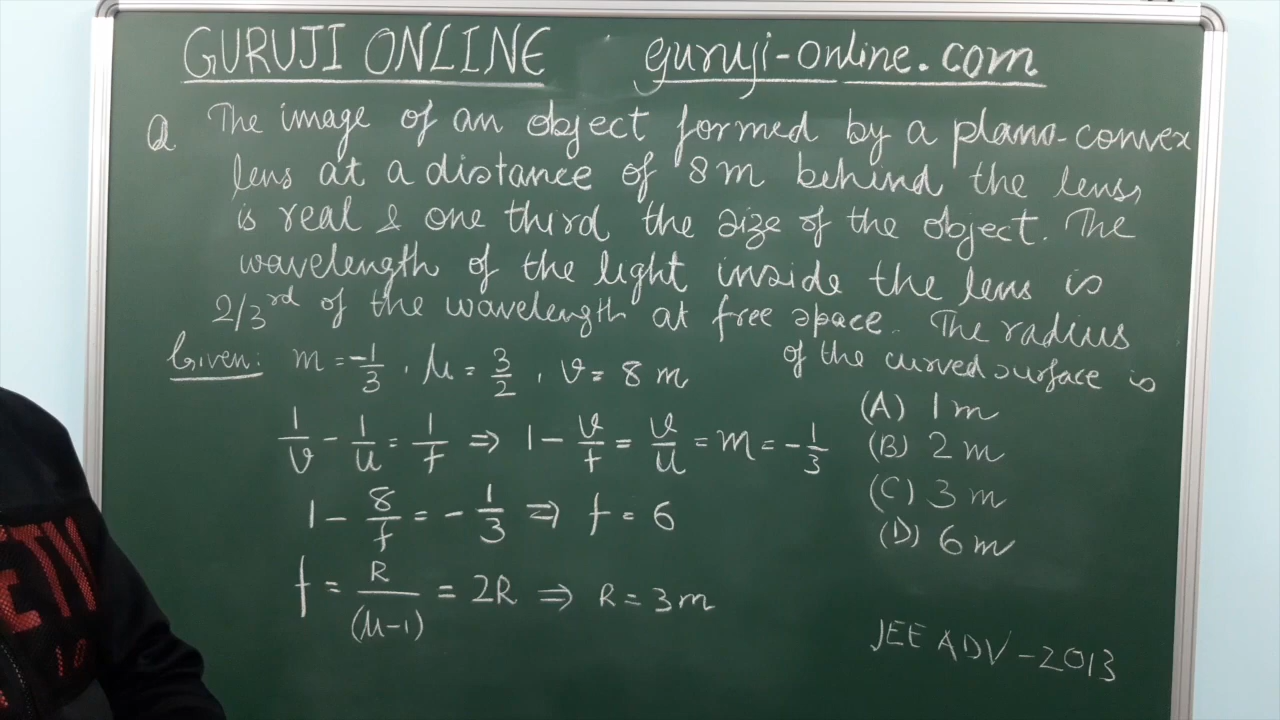 GURUJI ONLINE guruji-online.com
Q The image of an object formed by a plano-convex
lens at a distance of 8m behind the lens,
is real & one third the size of the object. The
wavelength of the light inside the lens is
2/3rd of the wavelength at free space. The radius
of the curved surface is
Given: m = -1/3, μ = 3/2, v = 8 m
(A) 1 m
1/v - 1/u = 1/f ⇒ 1 - v/f = v/u = m = -1/3
(B) 2 m
(C) 3 m
1 - 8/f = -1/3 ⇒ f = 6
(D) 6 m
f = R/(μ-1) = 2R ⇒ R = 3m
JEE ADV-2013
1.0